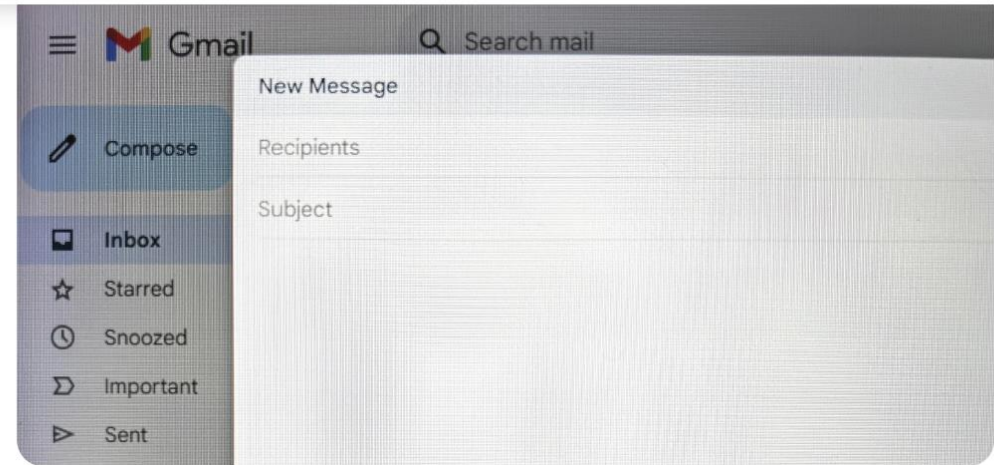 Gmail
Search mail
New Message
Compose
Recipients
Subject
Inbox
Starred
Snoozed
Important
Sent